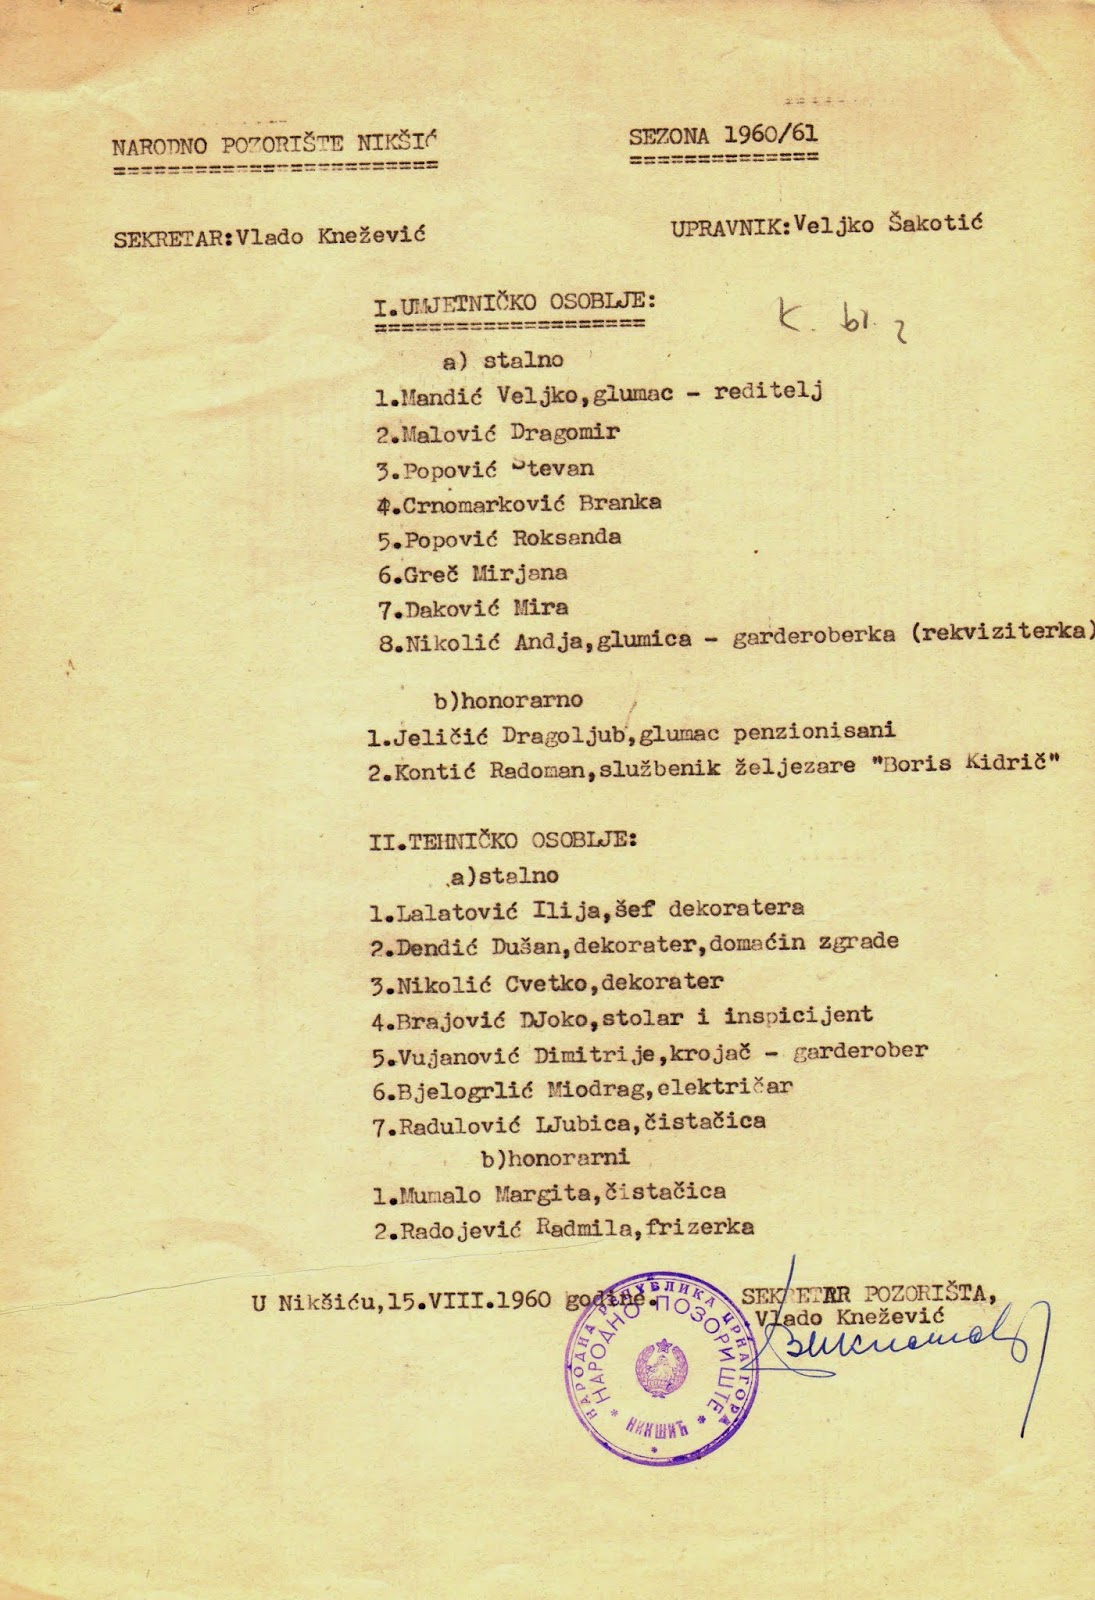 NARODNO POZORIŠTE NIKŠIĆ
SEZONA 1960/61
========================
==============
SEKRETAR:Vlado Knežević
UPRAVNIK:Veljko Šakotić
I.UMJETNIČKO OSOBLJE:
====================
K. br. 2
a) stalno
1.Mandić Veljko,glumac - reditelj
2.Malović Dragomir
3.Popović Stevan
4.Crnomarković Branka
5.Popović Roksanda
6.Greč Mirjana
7.Daković Mira
8.Nikolić Andja,glumica - garderoberka (rekviziterka)
b)honorarno
1.Jeličić Dragoljub,glumac penzionisani
2.Kontić Radoman,službenik željezare "Boris Kidrič"
II.TEHNIČKO OSOBLJE:
a)stalno
1.Lalatović Ilija,šef dekoratera
2.Dendić Dušan,dekorater,domaćin zgrade
3.Nikolić Cvetko,dekorater
4.Brajović DJoko,stolar i inspicijent
5.Vujanović Dimitrije,krojač - garderober
6.Bjelogrlić Miodrag,električar
7.Radulović LJubica,čistačica
b)honorarni
1.Mumalo Margita,čistačica
2.Radojević Radmila,frizerka
U Nikšiću,15.VIII.1960 godine.
SEKRETAR POZORIŠTA,
Vlado Knežević
НАРОДНА РЕПУБЛИКА ЦРНА ГОРА
* НАРОДНО ПОЗОРИШТЕ *
НИКШИЋ
*